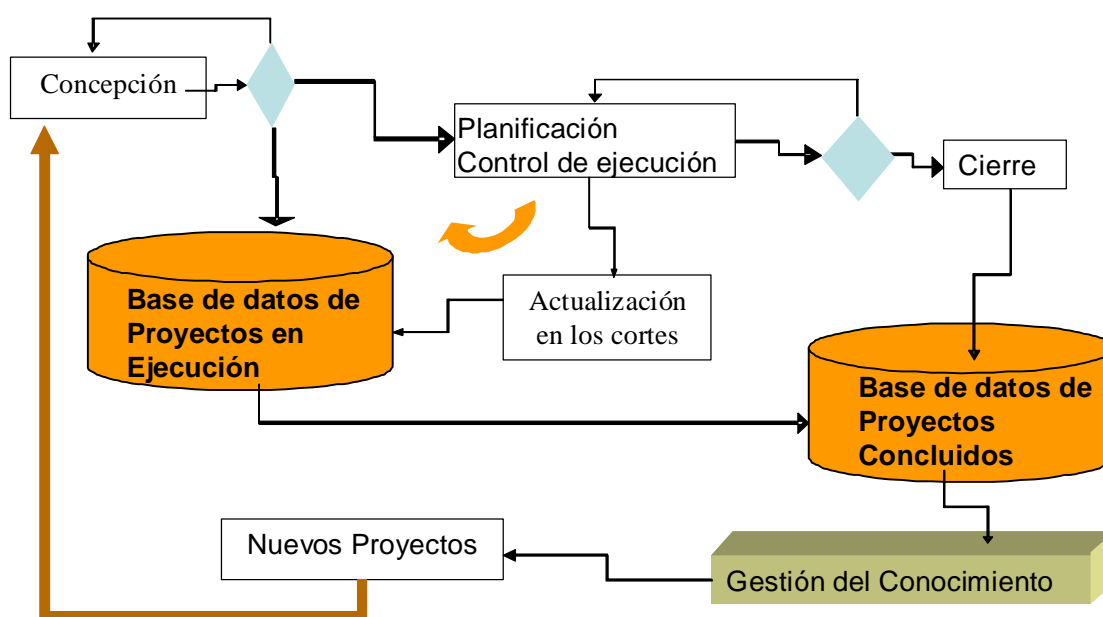 Concepción
Planificación
Control de ejecución
Cierre
Base de datos de
Proyectos en
Ejecución
Actualización
en los cortes
Base de datos de
Proyectos
Concluidos
Nuevos Proyectos
Gestión del Conocimiento